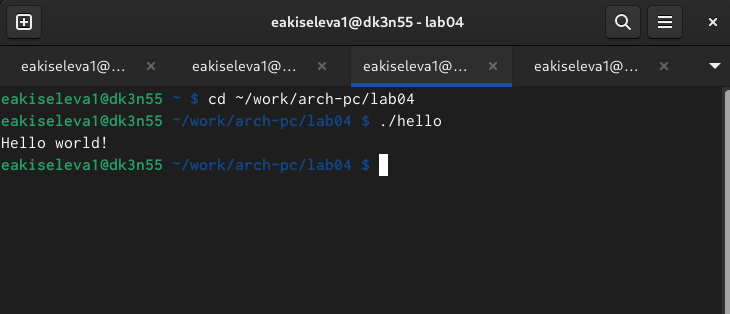 eakiseleva1@dk3n55 - lab04
eakiseleva1@d... eakiseleva1@d... eakiseleva1@d... eakiseleva1@d...
eakiseleva1@dk3n55 ~ $ cd ~/work/arch-pc/lab04
eakiseleva1@dk3n55 ~/work/arch-pc/lab04 $ ./hello
Hello world!
eakiseleva1@dk3n55 ~/work/arch-pc/lab04 $